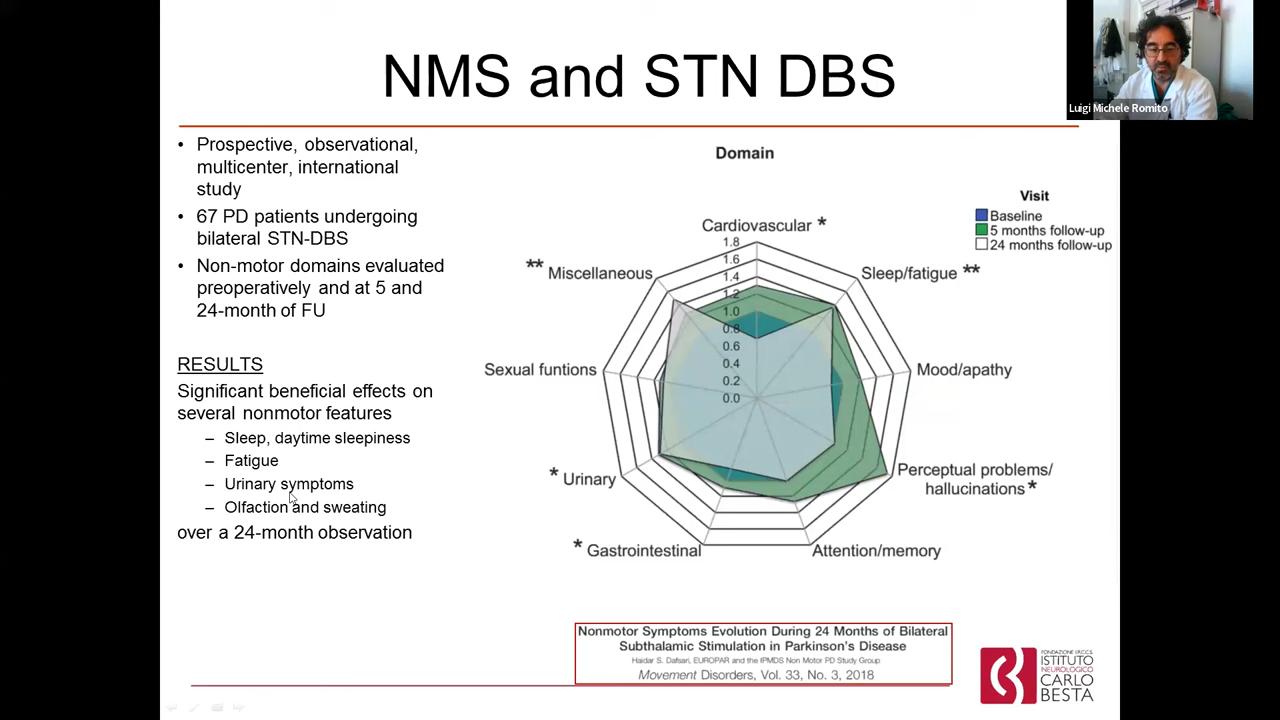 NMS and STN DBS
Luigi Michele Romito
• Prospective, observational,
multicenter, international
study
• 67 PD patients undergoing
bilateral STN-DBS
• Non-motor domains evaluated
preoperatively and at 5 and
24-month of FU
RESULTS
Significant beneficial effects on
several nonmotor features
– Sleep, daytime sleepiness
– Fatigue
– Urinary symptoms
– Olfaction and sweating
over a 24-month observation
Domain
Visit
Baseline
5 months follow-up
24 months follow-up
Cardiovascular *
** Miscellaneous
Sleep/fatigue **
Sexual funtions
Mood/apathy
* Urinary
Perceptual problems/
hallucinations *
* Gastrointestinal
Attention/memory
1.8
1.6
1.4
1.2
1.0
0.8
0.6
0.4
0.2
0.0
Nonmotor Symptoms Evolution During 24 Months of Bilateral
Subthalamic Stimulation in Parkinson's Disease
Haidar S. Dafsari, EUROPAR and the IPMDS Non Motor PD Study Group
Movement Disorders, Vol. 33, No. 3, 2018
FONDAZIONE I.R.C.C.S.
ISTITUTO
NEUROLOGICO
CARLO
BESTA